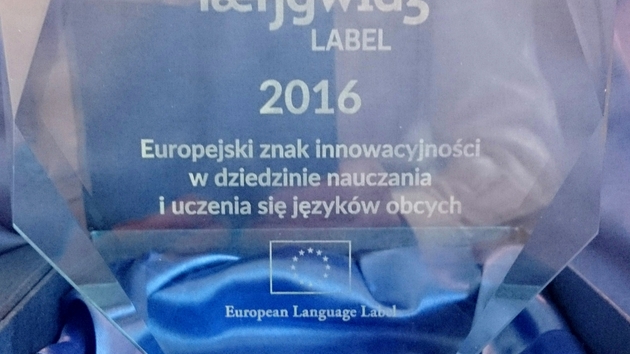 LABEL
2016
Europejski znak innowacyjności
w dziedzinie nauczania
i uczenia się języków obcych
European Language Label